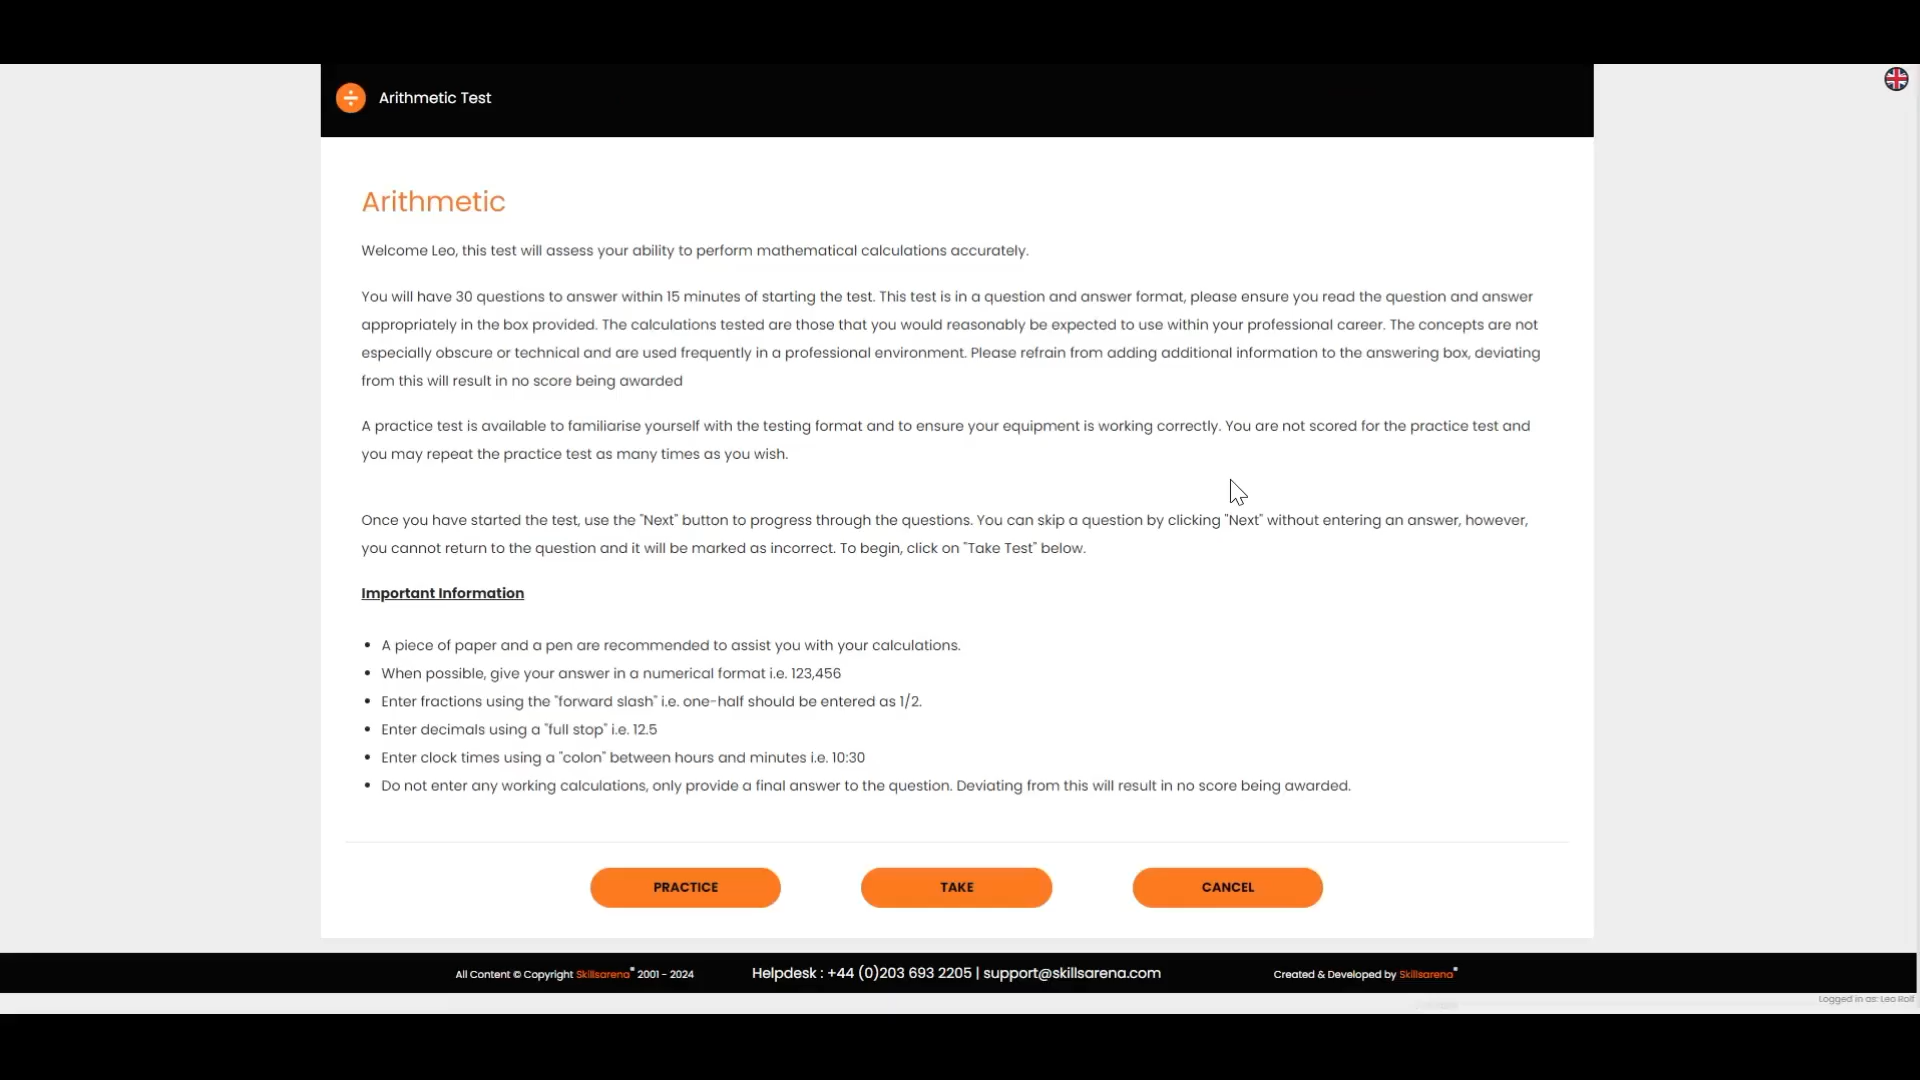 Arithmetic Test
Arithmetic
Welcome Leo, this test will assess your ability to perform mathematical calculations accurately.
You will have 30 questions to answer within 15 minutes of starting the test. This test is in a question and answer format, please ensure you read the question and answer
appropriately in the box provided. The calculations tested are those that you would reasonably be expected to use within your professional career. The concepts are not
especially obscure or technical and are used frequently in a professional environment. Please refrain from adding additional information to the answering box, deviating
from this will result in no score being awarded
A practice test is available to familiarise yourself with the testing format and to ensure your equipment is working correctly. You are not scored for the practice test and
you may repeat the practice test as many times as you wish.
Once you have started the test, use the "Next" button to progress through the questions. You can skip a question by clicking "Next" without entering an answer, however,
you cannot return to the question and it will be marked as incorrect. To begin, click on "Take Test" below.
Important Information
• A piece of paper and a pen are recommended to assist you with your calculations.
• When possible, give your answer in a numerical format i.e. 123,456
• Enter fractions using the "forward slash" i.e. one-half should be entered as 1/2.
• Enter decimals using a "full stop" i.e. 12.5
• Enter clock times using a "colon" between hours and minutes i.e. 10:30
• Do not enter any working calculations, only provide a final answer to the question. Deviating from this will result in no score being awarded.
PRACTICE TAKE CANCEL
All Content © Copyright Skillsarena 2001 - 2024 Helpdesk : +44 (0)203 693 2205 | support@skillsarena.com Created & Developed by Skillsarena
Logged in as: Leo Rolf